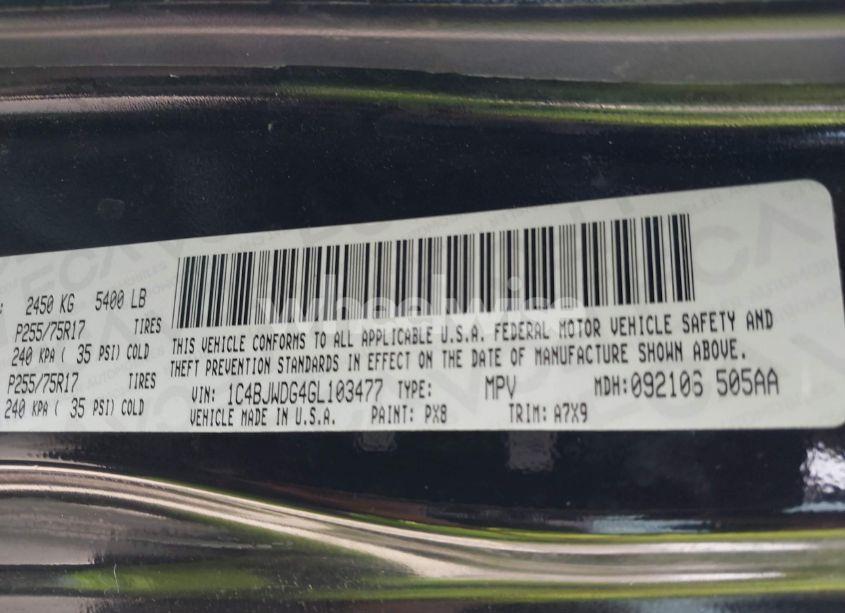 2450 KG 5400 LB
P255/75R17 TIRES
240 KPA ( 35 PSI) COLD
P255/75R17 TIRES
240 KPA ( 35 PSI) COLD
wheelwise
THIS VEHICLE CONFORMS TO ALL APPLICABLE U.S.A. FEDERAL MOTOR VEHICLE SAFETY AND
THEFT PREVENTION STANDARDS IN EFFECT ON THE DATE OF MANUFACTURE SHOWN ABOVE.
VIN: 1C4BJWDG4GL103477 TYPE: MPV MDH:092106 505AA
VEHICLE MADE IN U.S.A. PAINT: PX8 TRIM: A7X9